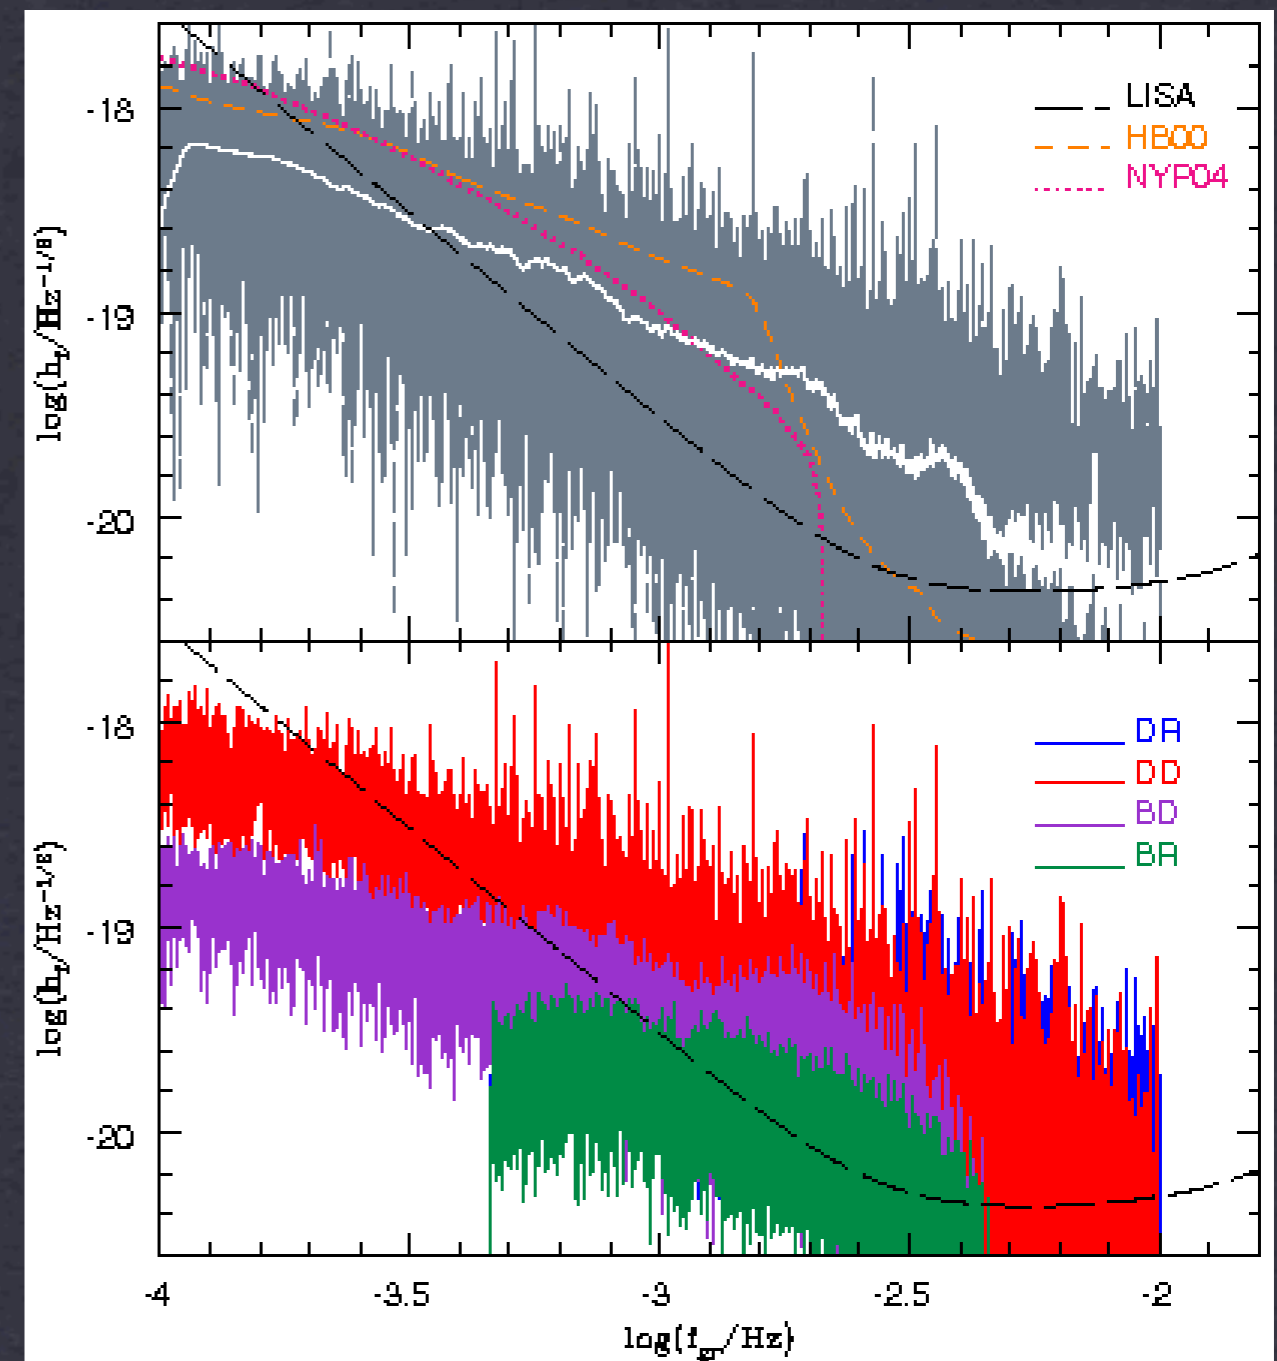 -18
-19
-20
log(h_f/Hz^{-1/2})
LISA
HB00
NYP04
-18
-19
-20
log(h_f/Hz^{-1/2})
DA
DD
BD
BA
-4 -3.5 -3 -2.5 -2
log(f_gr/Hz)